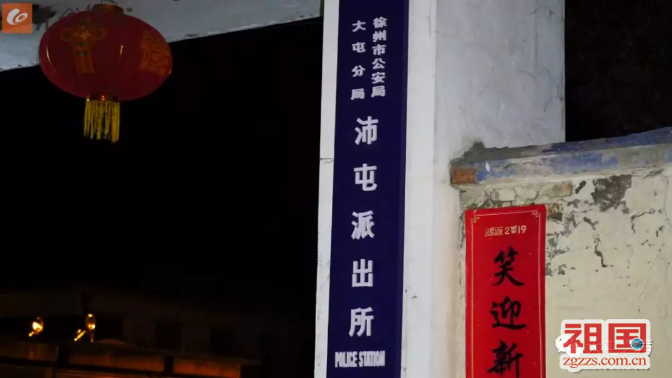 徐州市公安局
大屯分局
沛屯派出所
POLICE STATION
2019
笑迎新
祖国
zgzzs.com.cn